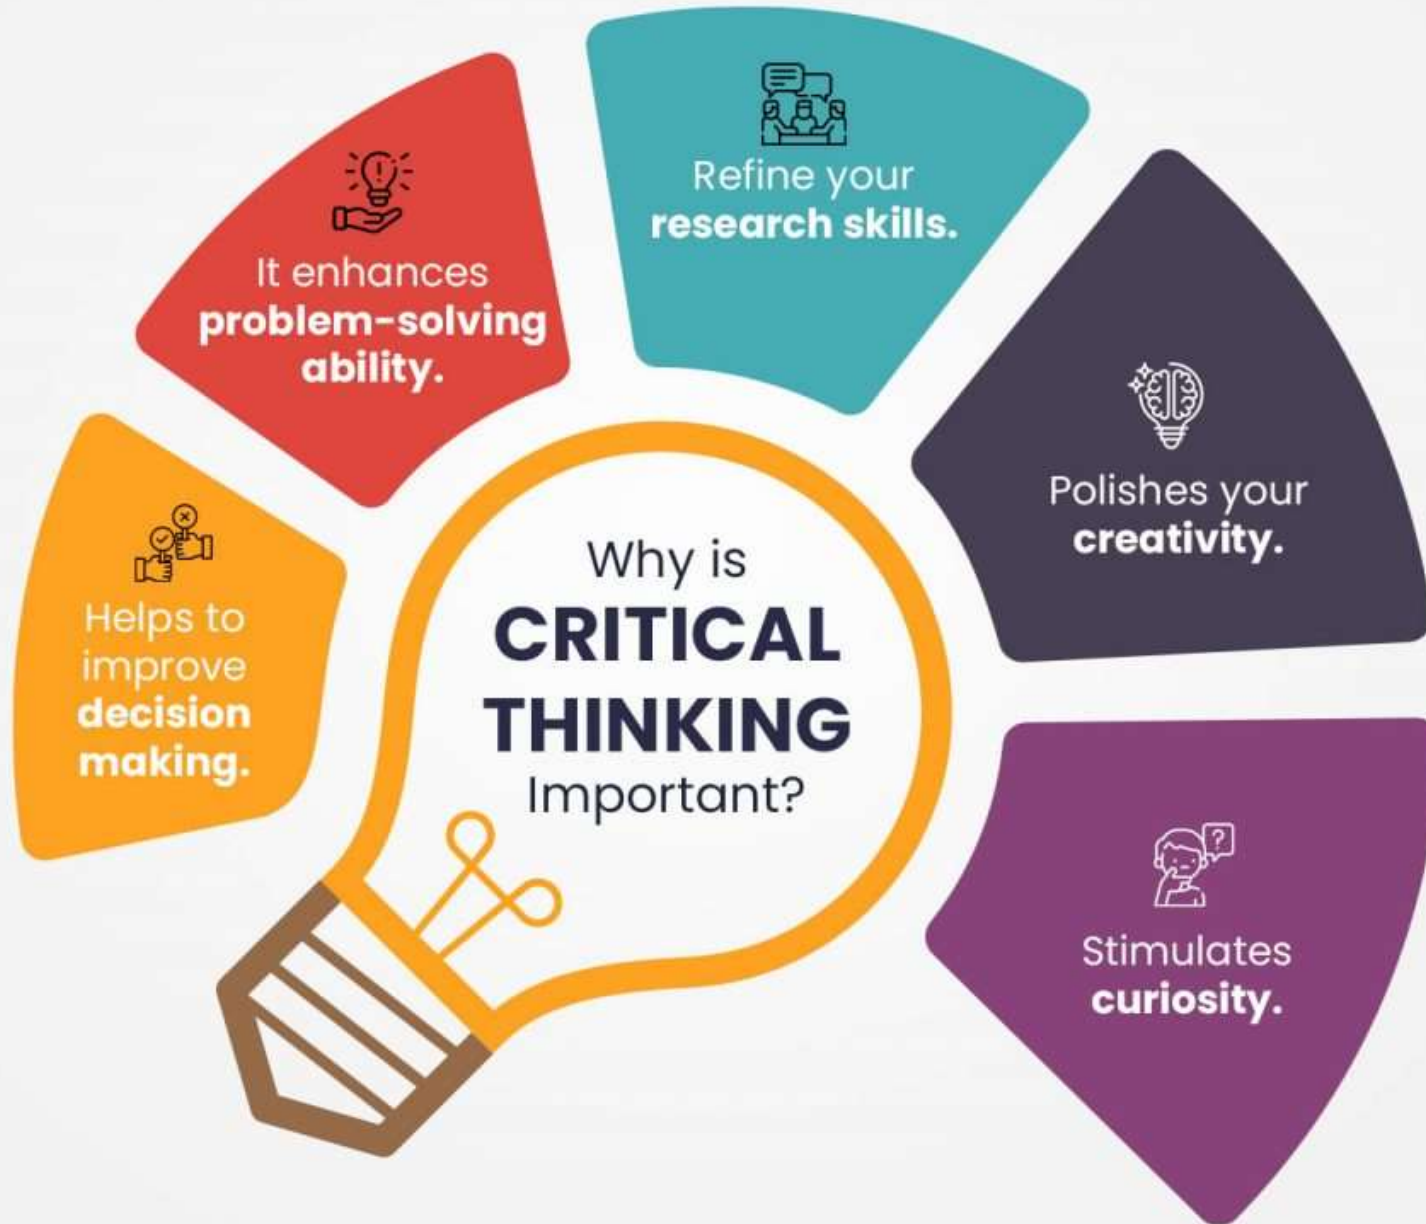 Why is
CRITICAL
THINKING
Important?
Helps to
improve
decision
making.
It enhances
problem-solving
ability.
Refine your
research skills.
Polishes your
creativity.
Stimulates
curiosity.